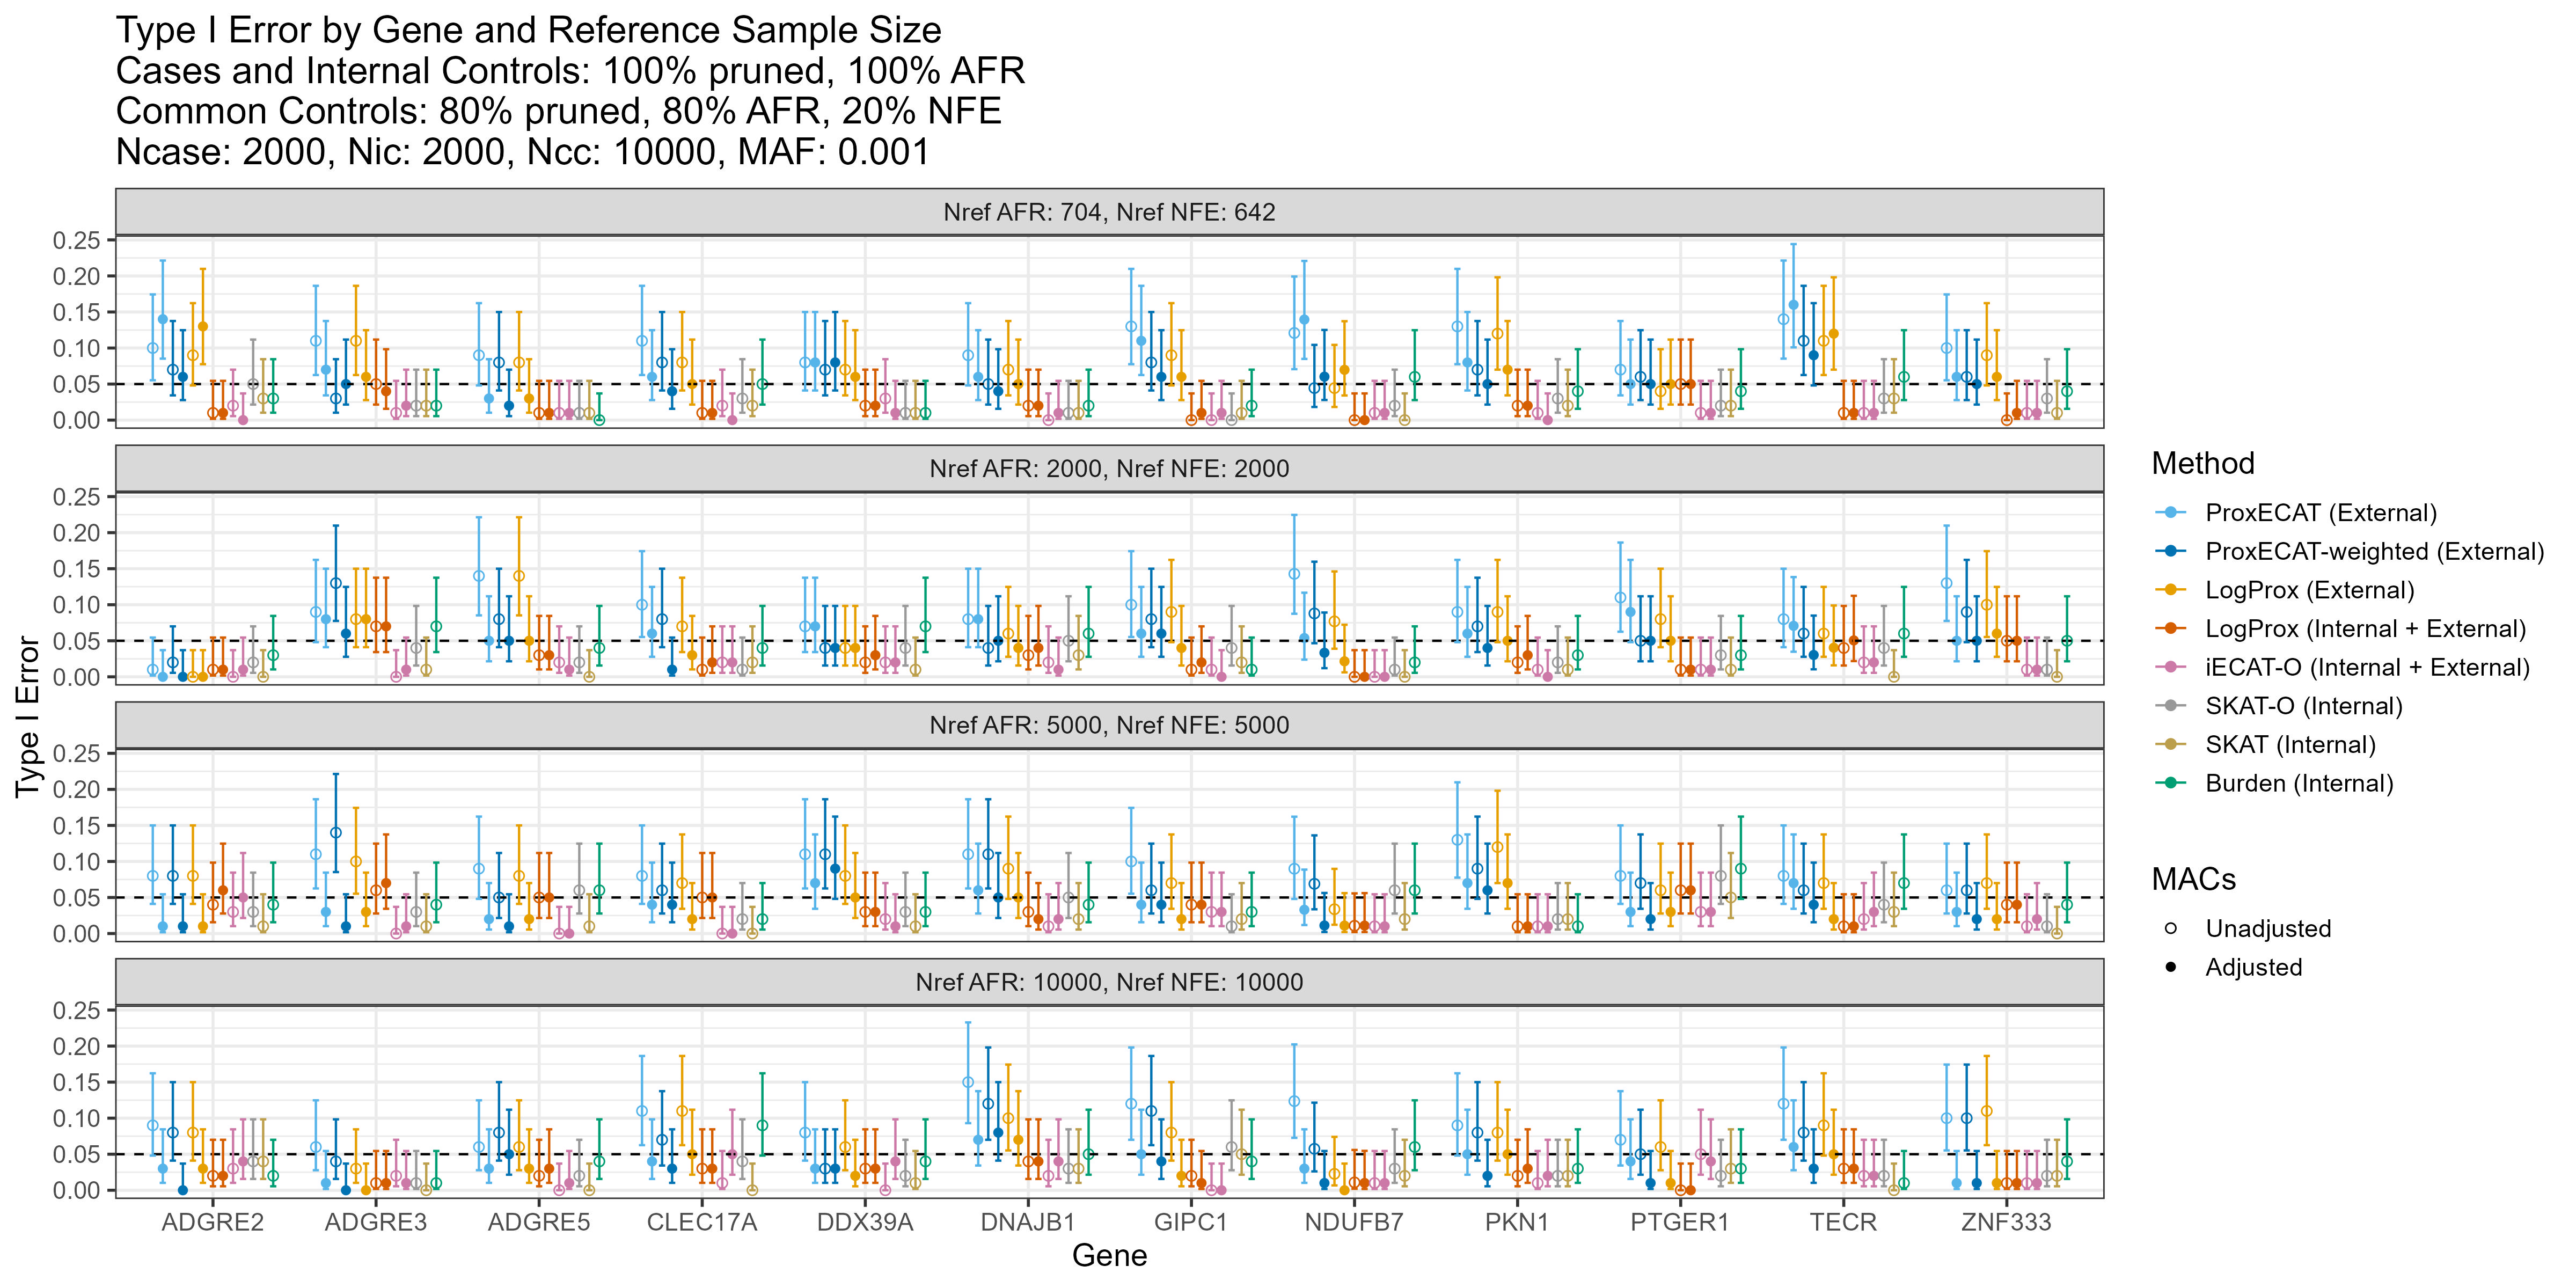 Type I Error by Gene and Reference Sample Size
Cases and Internal Controls: 100% pruned, 100% AFR
Common Controls: 80% pruned, 80% AFR, 20% NFE
Ncase: 2000, Nic: 2000, Ncc: 10000, MAF: 0.001
Nref AFR: 704, Nref NFE: 642
0.25
0.20
0.15
0.10
0.05
0.00
Nref AFR: 2000, Nref NFE: 2000
0.25
0.20
0.15
0.10
0.05
0.00
Nref AFR: 5000, Nref NFE: 5000
0.25
0.20
0.15
0.10
0.05
0.00
Nref AFR: 10000, Nref NFE: 10000
0.25
0.20
0.15
0.10
0.05
0.00
Type I Error
ADGRE2 ADGRE3 ADGRE5 CLEC17A DDX39A DNAJB1 GIPC1 NDUFB7 PKN1 PTGER1 TECR ZNF333
Gene
Method
ProxECAT (External)
ProxECAT-weighted (External)
LogProx (External)
LogProx (Internal + External)
iECAT-O (Internal + External)
SKAT-O (Internal)
SKAT (Internal)
Burden (Internal)
MACs
Unadjusted
Adjusted